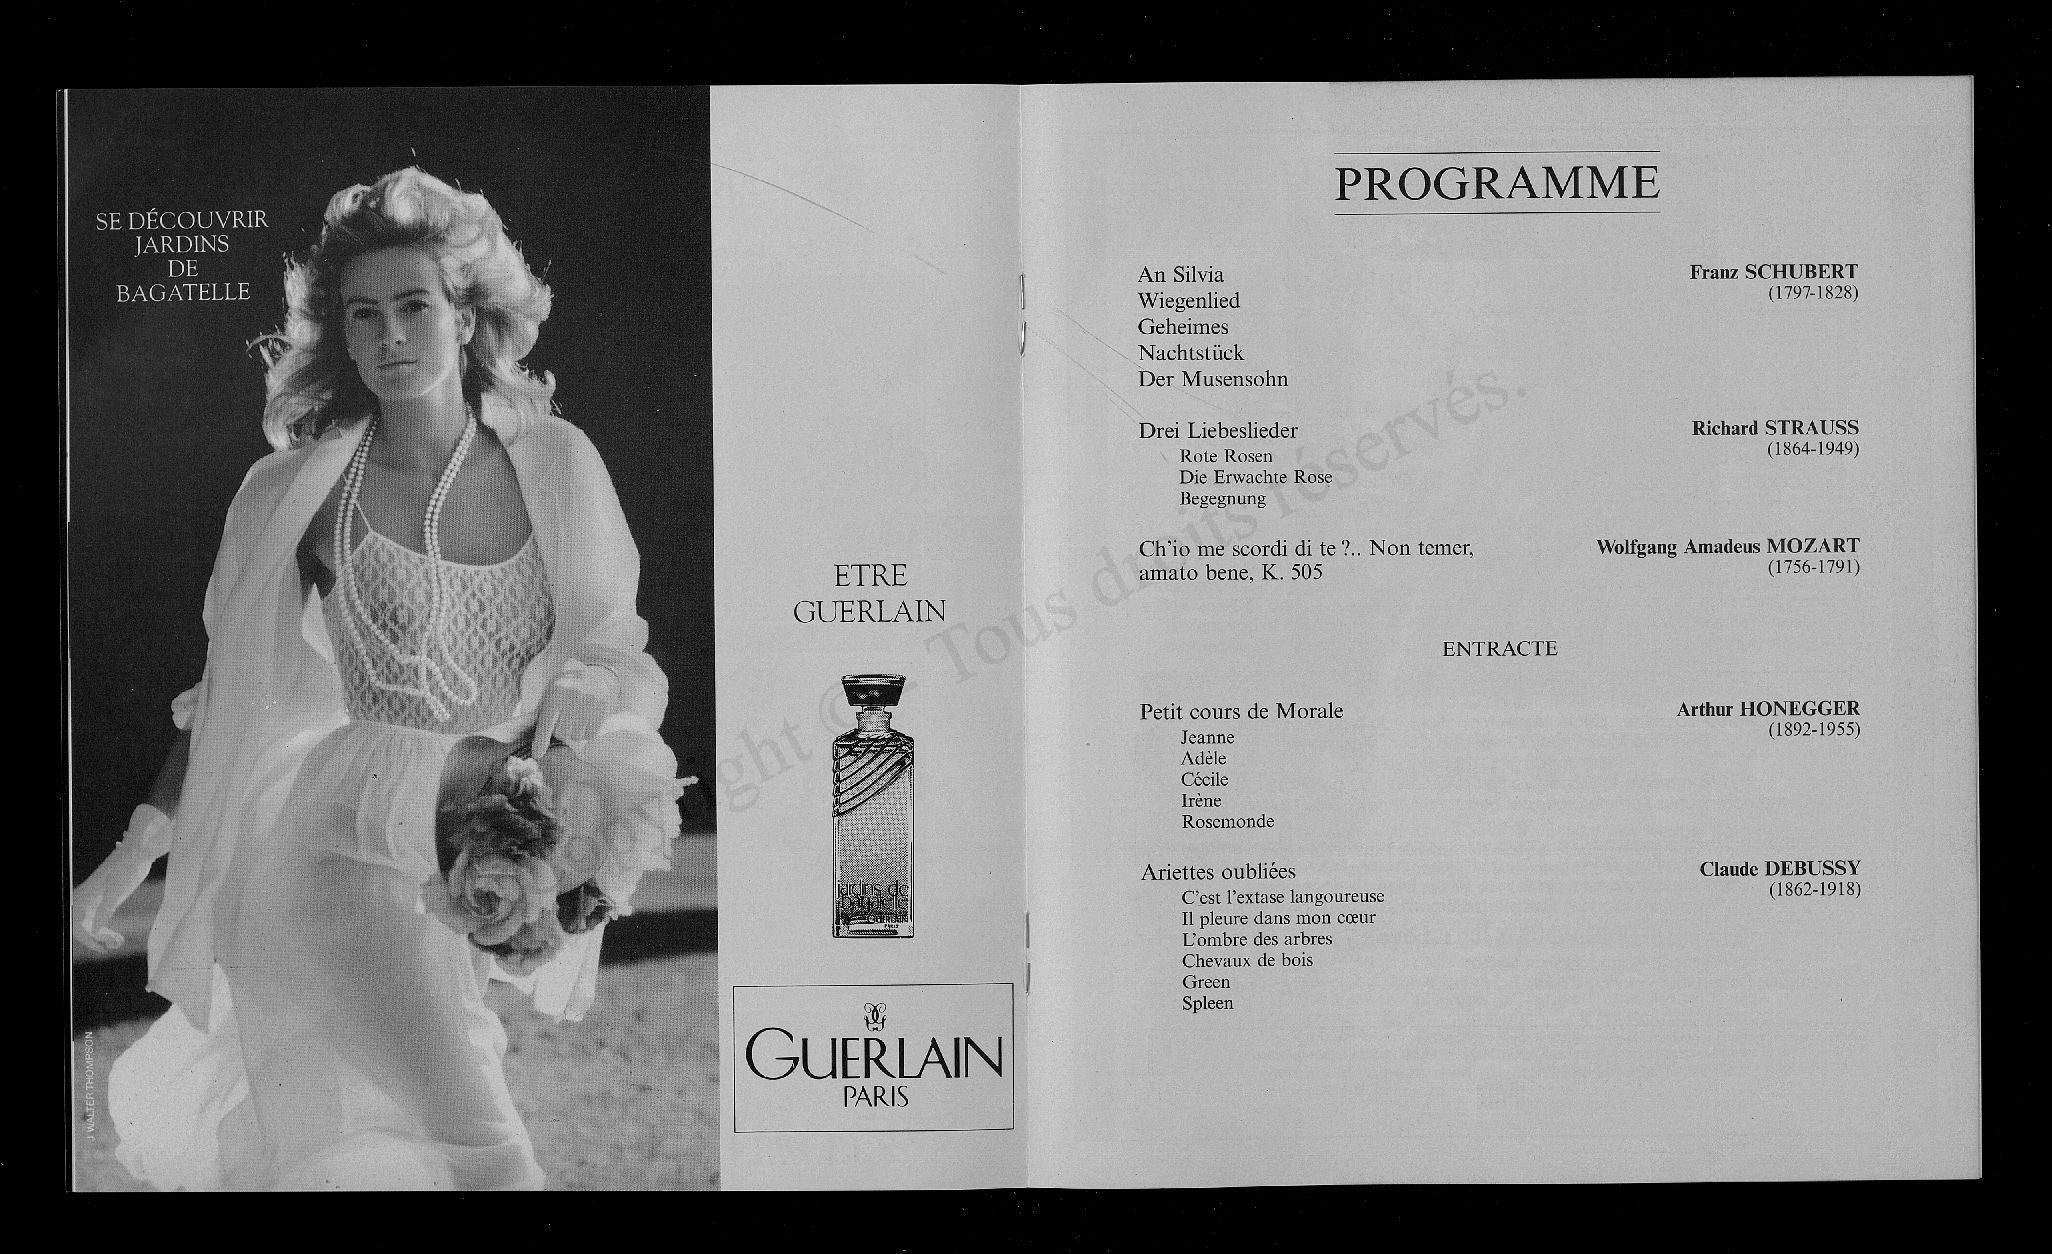 SE DÉCOUVRIR
JARDINS
DE
BAGATELLE
J WALTER THOMPSON
ETRE
GUERLAIN
jardins de
bagatelle
GUERLAIN
PARIS
GUERLAIN
PARIS
PROGRAMME
An Silvia
Franz SCHUBERT
(1797-1828)
Wiegenlied
Geheimes
Nachtstück
Der Musensohn
Drei Liebeslieder
Richard STRAUSS
(1864-1949)
Rote Rosen
Die Erwachte Rose
Begegnung
Ch'io me scordi di te ?.. Non temer,
amato bene, K. 505
Wolfgang Amadeus MOZART
(1756-1791)
ENTRACTE
Petit cours de Morale
Arthur HONEGGER
(1892-1955)
Jeanne
Adèle
Cécile
Irène
Rosemonde
Ariettes oubliées
Claude DEBUSSY
(1862-1918)
C'est l'extase langoureuse
Il pleure dans mon cœur
L'ombre des arbres
Chevaux de bois
Green
Spleen
ight © - Tous droits réservés.